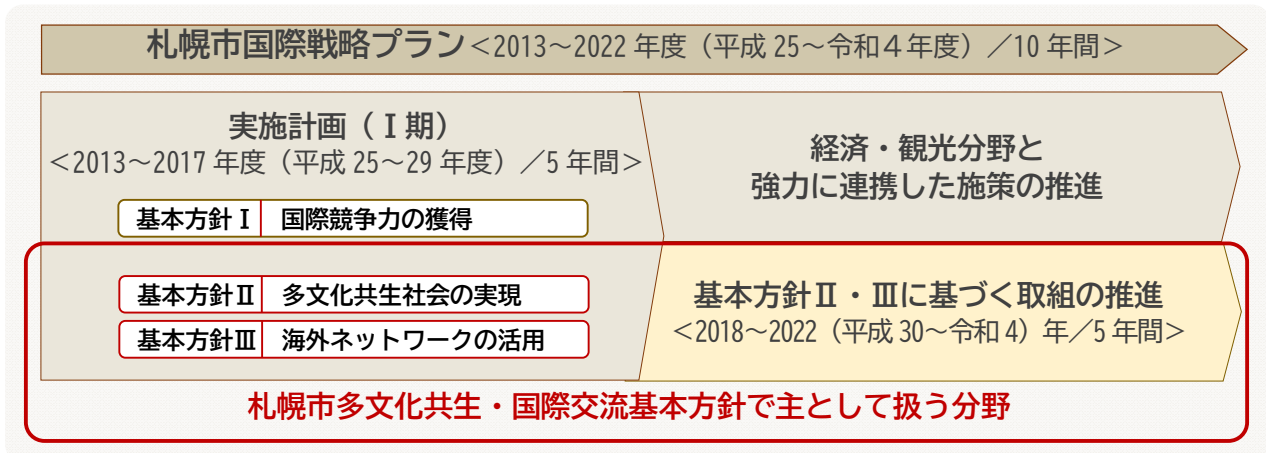 札幌市国際戦略プラン＜2013～2022 年度（平成 25～令和４年度）／10 年間＞
実施計画（Ⅰ期）
＜2013～2017 年度（平成 25～29 年度）／5 年間＞
基本方針Ⅰ 国際競争力の獲得
経済・観光分野と
強力に連携した施策の推進
基本方針Ⅱ 多文化共生社会の実現
基本方針Ⅲ 海外ネットワークの活用
基本方針Ⅱ・Ⅲに基づく取組の推進
＜2018～2022（平成 30～令和 4）年／5 年間＞
札幌市多文化共生・国際交流基本方針で主として扱う分野